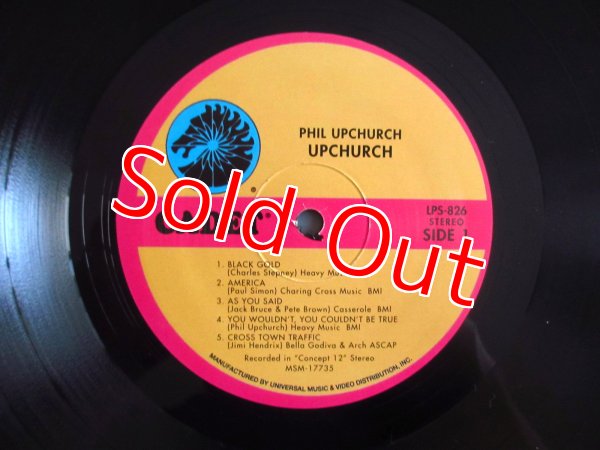 PHIL UPCHURCH
UPCHURCH
CADET
LPS-826
STEREO
SIDE 1
Sold Out
1. BLACK GOLD
(Charles Stepney) Heavy
2. AMERICA
(Paul Simon) Charing Cross Music BMI
3. AS YOU SAID
(Jack Bruce & Pete Brown) Casserole BMI
4. YOU WOULDN'T, YOU COULDN'T BE TRUE
(Phil Upchurch) Heavy Music BMI
5. CROSS TOWN TRAFFIC
(Jimi Hendrix) Bella Godiva & Arch ASCAP
Recorded in "Concept 12" Stereo
MSM-17735
MANUFACTURED BY UNIVERSAL MUSIC & VIDEO DISTRIBUTION, INC.